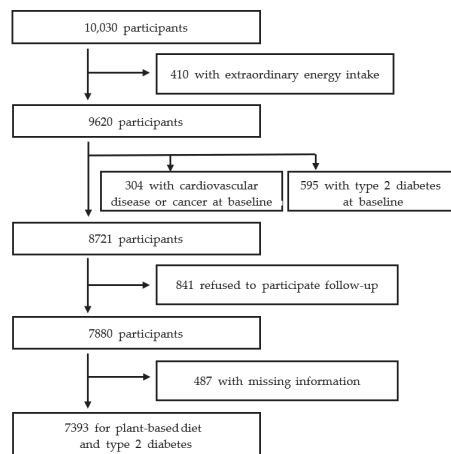 10,030 participants
410 with extraordinary energy intake
9620 participants
304 with cardiovascular
disease or cancer at baseline
595 with type 2 diabetes
at baseline
8721 participants
841 refused to participate follow-up
7880 participants
487 with missing information
7393 for plant-based diet
and type 2 diabetes